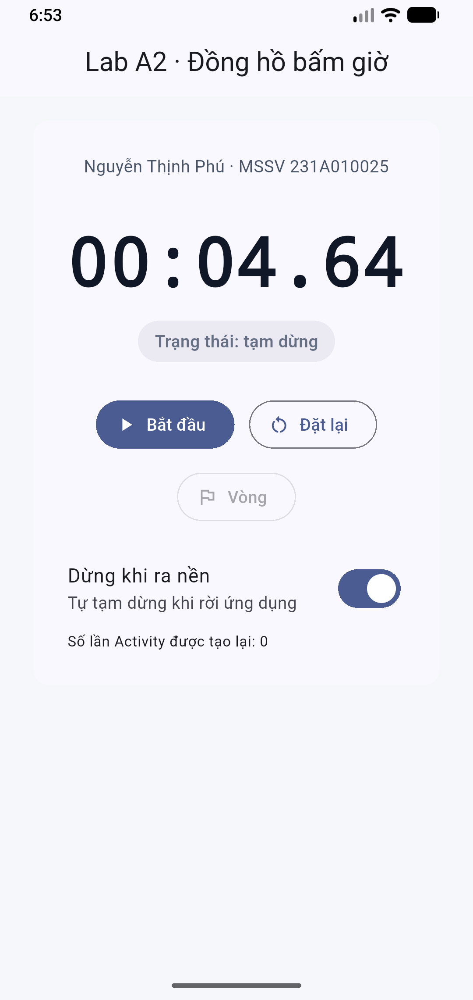 6:53
Lab A2 · Đồng hồ bấm giờ
Nguyễn Thịnh Phú · MSSV 231A010025
00:04.64
Trạng thái: tạm dừng
Bắt đầu
Đặt lại
Vòng
Dừng khi ra nền
Tự tạm dừng khi rời ứng dụng
Số lần Activity được tạo lại: 0